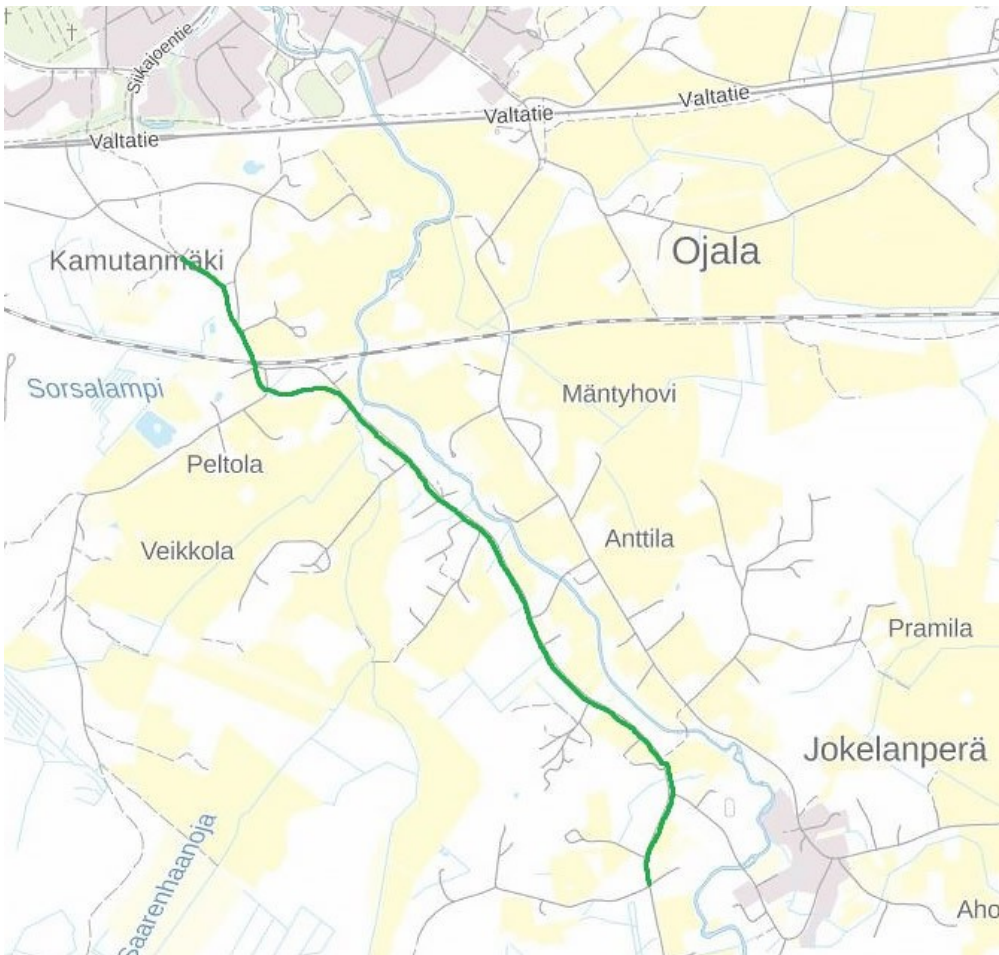 Siikajoentie
Valtatie
Valtatie
Valtatie
Ojala
Kamutanmäki
Sorsalampi
Mäntyhovi
Peltola
Veikkola
Anttila
Pramila
Jokelanperä
Saarenhaanoja
Aho